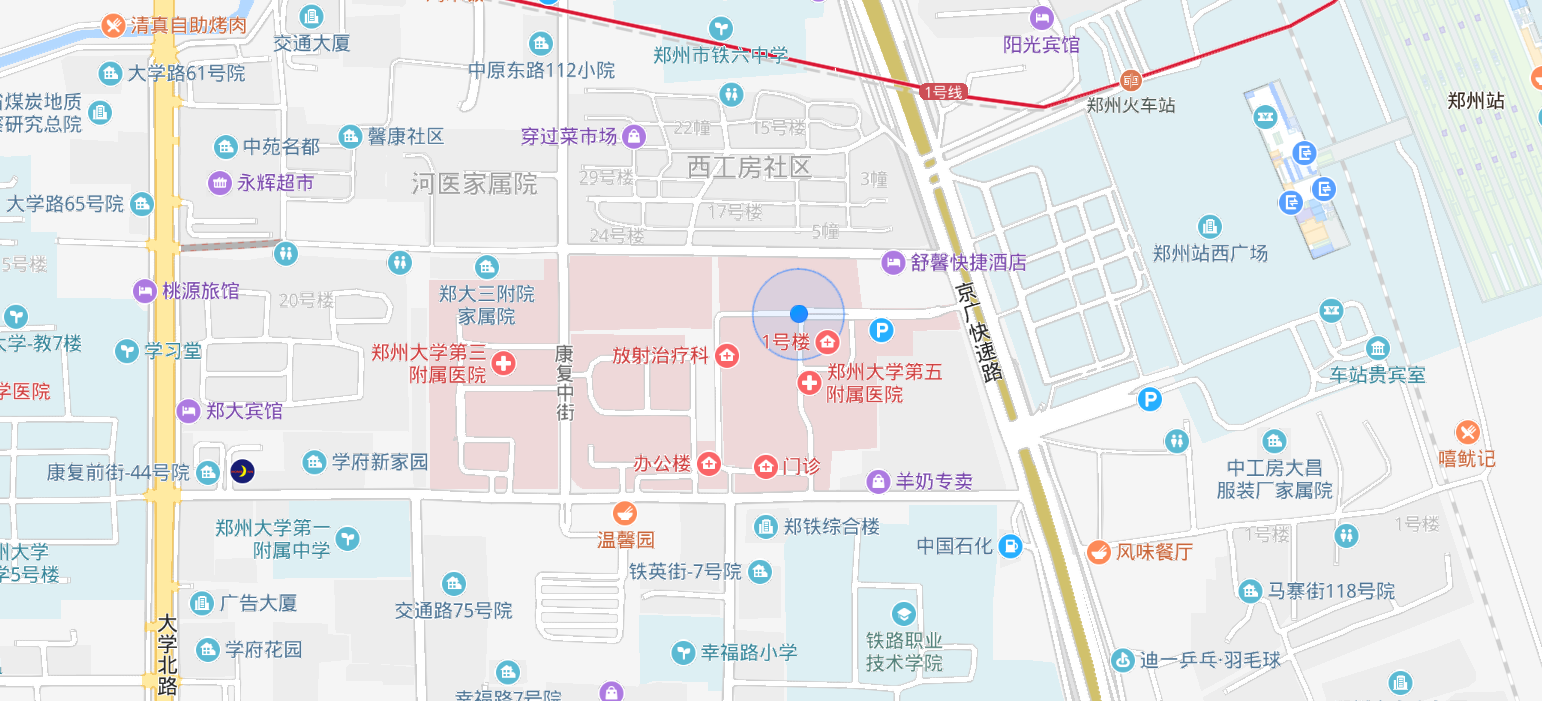 清真自助烤肉
交通大厦
大学路61号院
中原东路112小院
郑州市铁六中学
阳光宾馆
1号线
郑州火车站
郑州站
省煤炭地质
察研究总院
中苑名都
馨康社区
穿过菜市场
22幢
15号楼
西工房社区
永辉超市
河医家属院
29号楼
3幢
大学路65号院
17号楼
24号楼
5幢
郑州站西广场
5号楼
舒馨快捷酒店
桃源旅馆
20号楼
郑大三附院
家属院
京广快速路
大学-教7楼
学习堂
郑州大学第三
附属医院
康复中街
放射治疗科
1号楼
郑州大学第五
附属医院
P
车站贵宾室
学医院
郑大宾馆
P
康复前街-44号院
学府新家园
办公楼
门诊
羊奶专卖
中工房大昌
服装厂家属院
嘻鱿记
郑州大学第一
附属中学
温馨园
郑铁综合楼
中国石化
风味餐厅
1号楼
1号楼
州大学
学5号楼
铁英街-7号院
广告大厦
交通路75号院
马寨街118号院
大学北路
学府花园
幸福路小学
铁路职业
技术学院
迪一乒乓·羽毛球
幸福路7号院